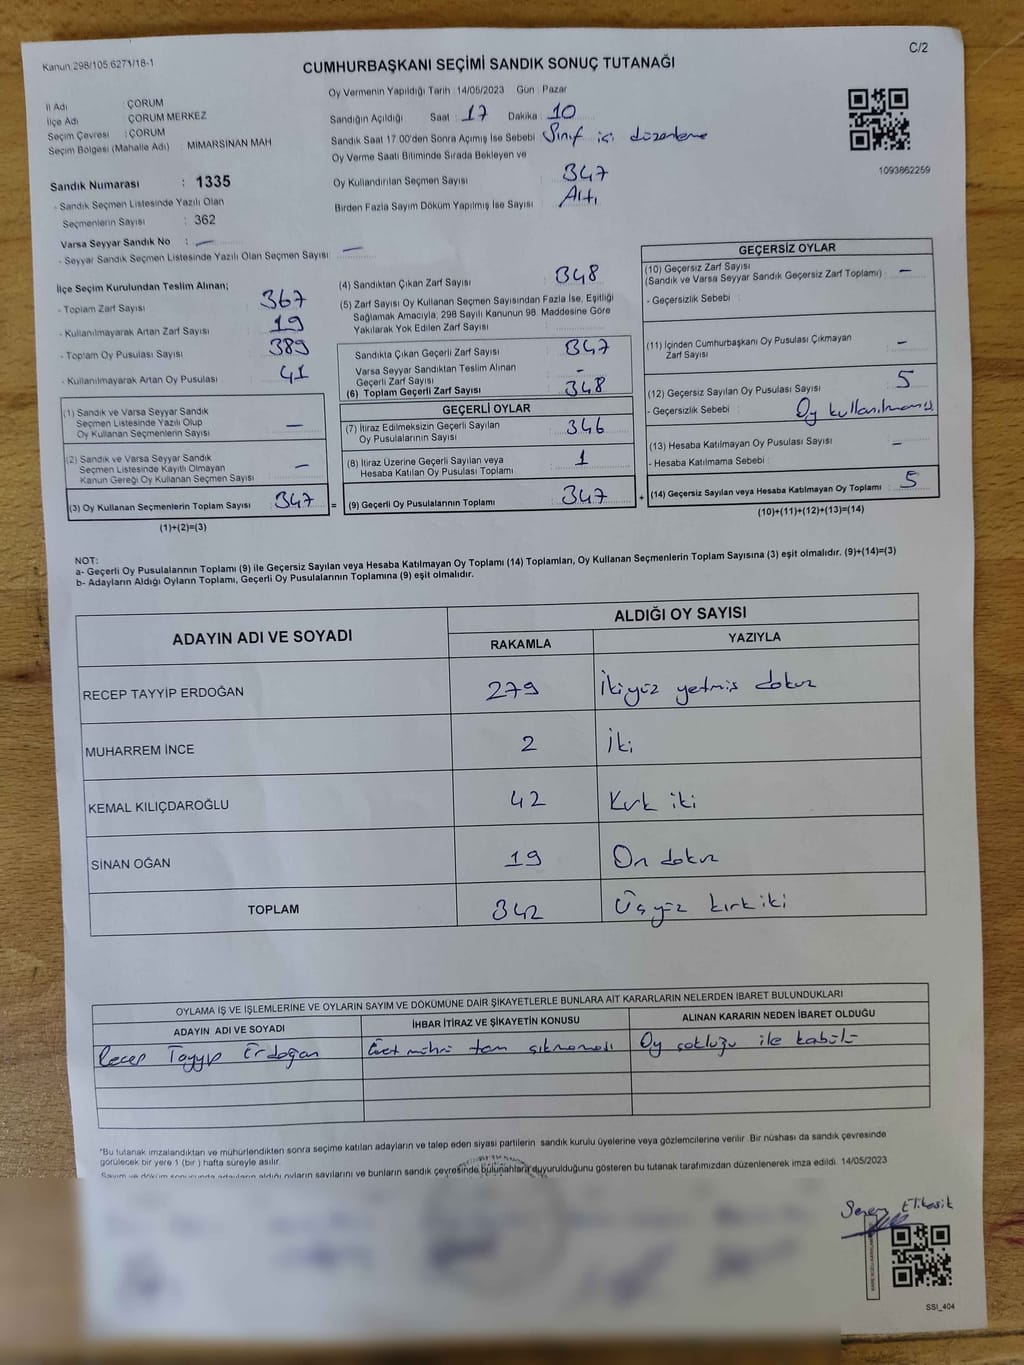 Kanun.298/105.6271/18-1
C/2
CUMHURBAŞKANI SEÇİMİ SANDIK SONUÇ TUTANAĞI
İl Adı : ÇORUM
İlçe Adı : ÇORUM MERKEZ
Seçim Çevresi : ÇORUM
Seçim Bölgesi (Mahalle Adı) : MİMARSİNAN MAH
Sandık Numarası : 1335
- Sandık Seçmen Listesinde Yazılı Olan
Seçmenlerin Sayısı : 362
Varsa Seyyar Sandık No : —
- Seyyar Sandık Seçmen Listesinde Yazılı Olan Seçmen Sayısı: —
Oy Vermenin Yapıldığı Tarih :14/05/2023 Gün : Pazar
Sandığın Açıldığı Saat : 17 Dakika : 10
Sandık Saat 17.00'den Sonra Açımış İse Sebebi : Sınıf içi düzenleme
Oy Verme Saati Bitiminde Sırada Bekleyen ve
Oy Kullandırılan Seçmen Sayısı : 347
Birden Fazla Sayım Döküm Yapılmış İse Sayısı : Altı
1093862259
İlçe Seçim Kurulundan Teslim Alınan;
- Toplam Zarf Sayısı : 367
- Kullanılmayarak Artan Zarf Sayısı : 19
- Toplam Oy Pusulası Sayısı : 389
- Kullanılmayarak Artan Oy Pusulası : 41
(1) Sandık ve Varsa Seyyar Sandık
Seçmen Listesinde Yazılı Olup
Oy Kullanan Seçmenlerin Sayısı : —
(2) Sandık ve Varsa Seyyar Sandık
Seçmen Listesinde Kayıtlı Olmayan
Kanun Gereği Oy Kullanan Seçmen Sayısı : —
(3) Oy Kullanan Seçmenlerin Toplam Sayısı : 347
(1)+(2)=(3)
(4) Sandıktan Çıkan Zarf Sayısı : 348
(5) Zarf Sayısı Oy Kullanan Seçmen Sayısından Fazla İse, Eşitliği
Sağlamak Amacıyla, 298 Sayılı Kanunun 98 Maddesine Göre
Yakılarak Yok Edilen Zarf Sayısı :
Sandıkta Çıkan Geçerli Zarf Sayısı : 347
Varsa Seyyar Sandıktan Teslim Alınan
Geçerli Zarf Sayısı : -
(6) Toplam Geçerli Zarf Sayısı : 348
GEÇERLİ OYLAR
(7) İtiraz Edilmeksizin Geçerli Sayılan
Oy Pusulalarının Sayısı : 346
(8) İtiraz Üzerine Geçerli Sayılan veya
Hesaba Katılan Oy Pusulası Toplamı : 1
= (9) Geçerli Oy Pusulalarının Toplamı : 347
GEÇERSİZ OYLAR
(10) Geçersiz Zarf Sayısı
(Sandık ve Varsa Seyyar Sandık Geçersiz Zarf Toplamı) : —
- Geçersizlik Sebebi :
(11) İçinden Cumhurbaşkanı Oy Pusulası Çıkmayan
Zarf Sayısı : -
(12) Geçersiz Sayılan Oy Pusulası Sayısı : 5
- Geçersizlik Sebebi : Oy kullanılmamış
(13) Hesaba Katılmayan Oy Pusulası Sayısı : -
- Hesaba Katılmama Sebebi :
+ (14) Geçersiz Sayılan veya Hesaba Katılmayan Oy Toplamı : 5
(10)+(11)+(12)+(13)=(14)
NOT:
a- Geçerli Oy Pusulalarının Toplamı (9) ile Geçersiz Sayılan veya Hesaba Katılmayan Oy Toplamı (14) Toplamları, Oy Kullanan Seçmenlerin Toplam Sayısına (3) eşit olmalıdır. (9)+(14)=(3)
b- Adayların Aldığı Oyların Toplamı, Geçerli Oy Pusulalarının Toplamına (9) eşit olmalıdır.
ADAYIN ADI VE SOYADI
ALDIĞI OY SAYISI
RAKAMLA YAZIYLA
RECEP TAYYİP ERDOĞAN 279 İkiyüz yetmiş dokuz
MUHARREM İNCE 2 İki
KEMAL KILIÇDAROĞLU 42 Kırk iki
SİNAN OĞAN 19 On dokuz
TOPLAM 342 Üçyüz kırk iki
OYLAMA İŞ VE İŞLEMLERİNE VE OYLARIN SAYIM VE DÖKÜMÜNE DAİR ŞİKAYETLERLE BUNLARA AİT KARARLARIN NELERDEN İBARET BULUNDUKLARI
ADAYIN ADI VE SOYADI İHBAR İTİRAZ VE ŞİKAYETİN KONUSU ALINAN KARARIN NEDEN İBARET OLDUĞU
Recep Tayyip Erdoğan Evet mührü tam çıkmamadı Oy çokluğu ile kabul
*Bu tutanak imzalandıktan ve mühürlendikten sonra seçime katılan adayların ve talep eden siyasi partilerin sandık kurulu üyelerine veya gözlemcilerine verilir. Bir nüshası da sandık çevresinde
görülecek bir yere 1 (bir) hafta süreyle asılır.
Sayım ve döküm sonucunda adayların aldığı oyların sayılarını ve bunların sandık çevresinde bulunanlara duyurulduğunu gösteren bu tutanak tarafımızdan düzenlenerek imza edildi. 14/05/2023
SSI_404